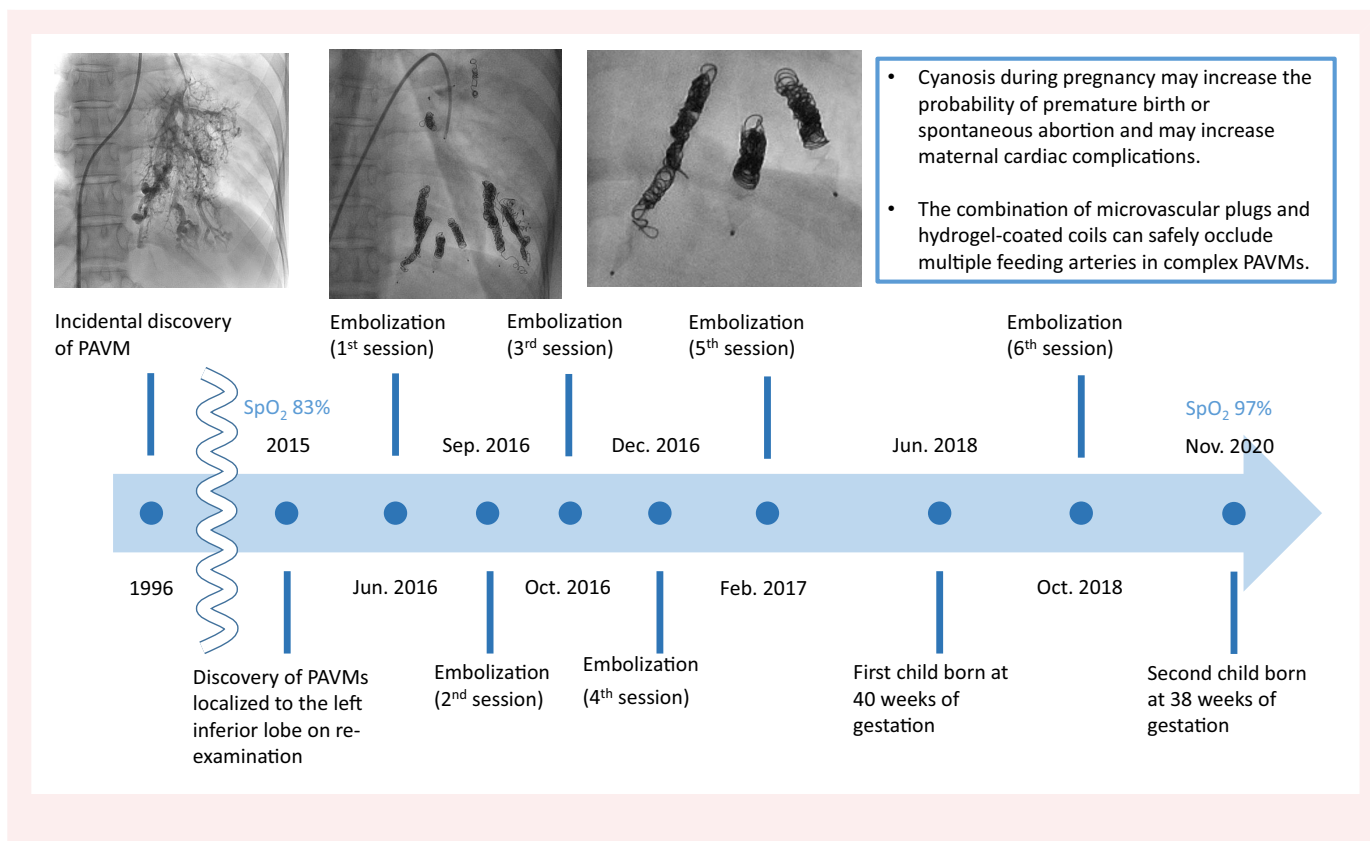 • Cyanosis during pregnancy may increase the
probability of premature birth or
spontaneous abortion and may increase
maternal cardiac complications.
• The combination of microvascular plugs and
hydrogel-coated coils can safely occlude
multiple feeding arteries in complex PAVMs.
Incidental discovery
of PAVM
Embolization
(1st session)
Embolization
(3rd session)
Embolization
(5th session)
Embolization
(6th session)
SpO2 83%
2015
Sep. 2016
Dec. 2016
Jun. 2018
SpO2 97%
Nov. 2020
1996
Jun. 2016
Oct. 2016
Feb. 2017
Oct. 2018
Discovery of PAVMs
localized to the left
inferior lobe on re-
examination
Embolization
(2nd session)
Embolization
(4th session)
First child born at
40 weeks of
gestation
Second child born
at 38 weeks of
gestation